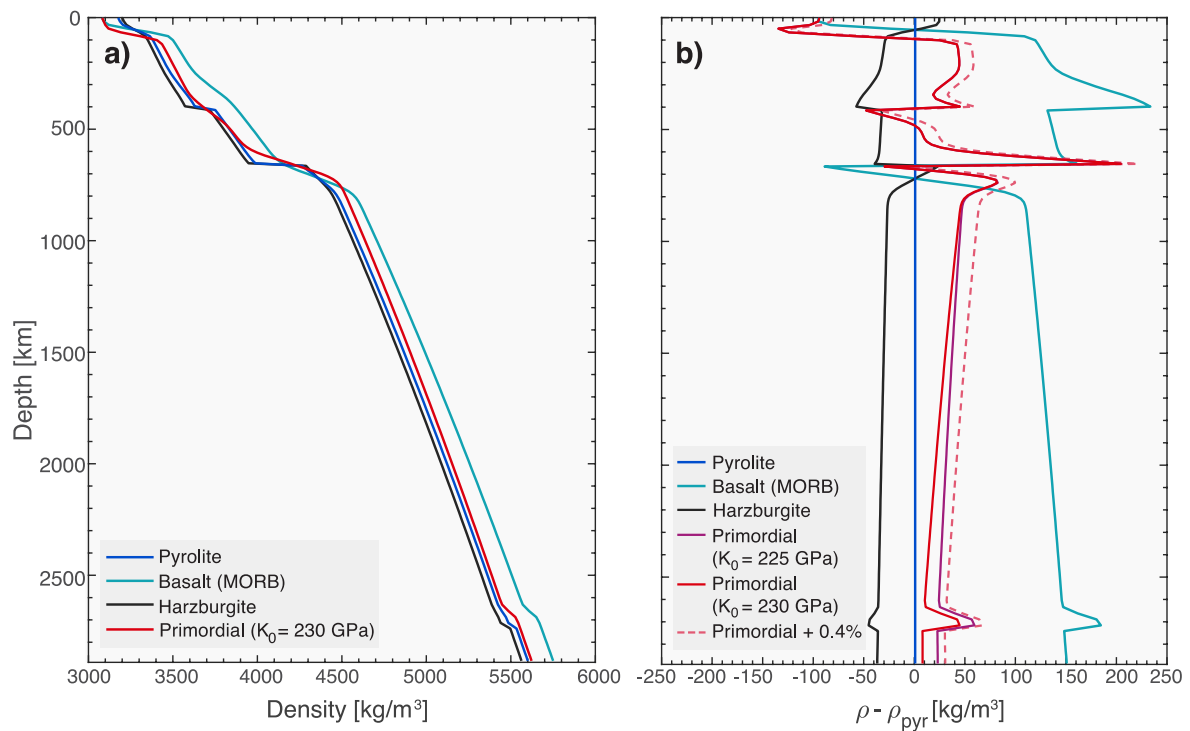 a)
0
500
1000
1500
2000
2500
Depth [km]
3000
3500
4000
4500
5000
5500
6000
Density [kg/m³]
Pyrolite
Basalt (MORB)
Harzburgite
Primordial (K₀ = 230 GPa)
b)
Pyrolite
Basalt (MORB)
Harzburgite
Primordial
(K₀ = 225 GPa)
Primordial
(K₀ = 230 GPa)
Primordial + 0.4%
-250
-200
-150
-100
-50
0
50
100
150
200
250
ρ - ρpyr [kg/m³]